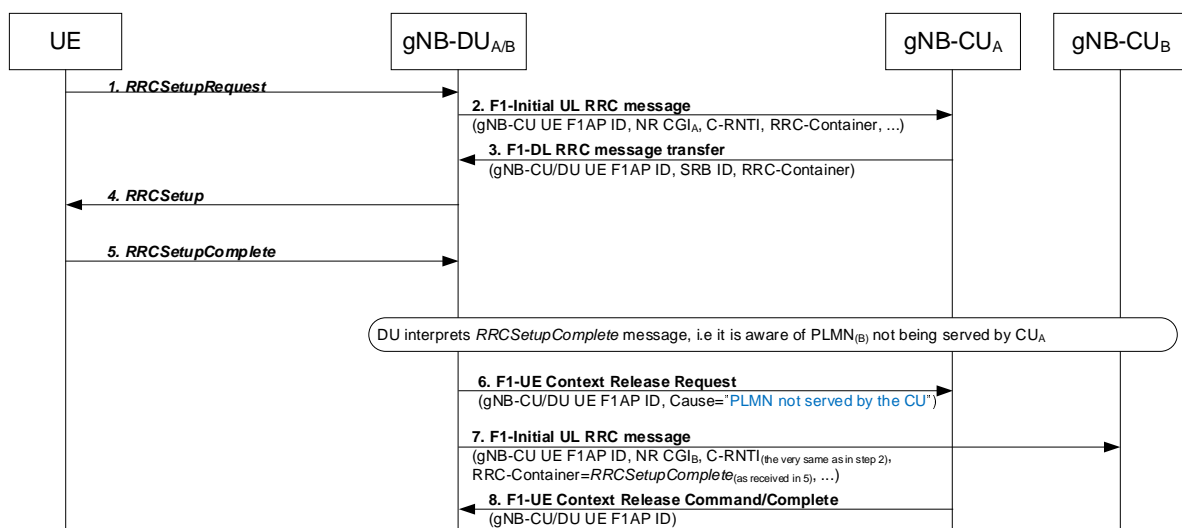 UE
gNB-DUA/B
gNB-CUA
gNB-CUB
1. RRCSetupRequest
2. F1-Initial UL RRC message
(gNB-CU UE F1AP ID, NR CGIA, C-RNTI, RRC-Container, ...)
3. F1-DL RRC message transfer
(gNB-CU/DU UE F1AP ID, SRB ID, RRC-Container)
4. RRCSetup
5. RRCSetupComplete
DU interprets RRCSetupComplete message, i.e it is aware of PLMN(B) not being served by CUA
6. F1-UE Context Release Request
(gNB-CU/DU UE F1AP ID, Cause="PLMN not served by the CU")
7. F1-Initial UL RRC message
(gNB-CU UE F1AP ID, NR CGIB, C-RNTI(the very same as in step 2),
RRC-Container=RRCSetupComplete(as received in 5), ...)
8. F1-UE Context Release Command/Complete
(gNB-CU/DU UE F1AP ID)